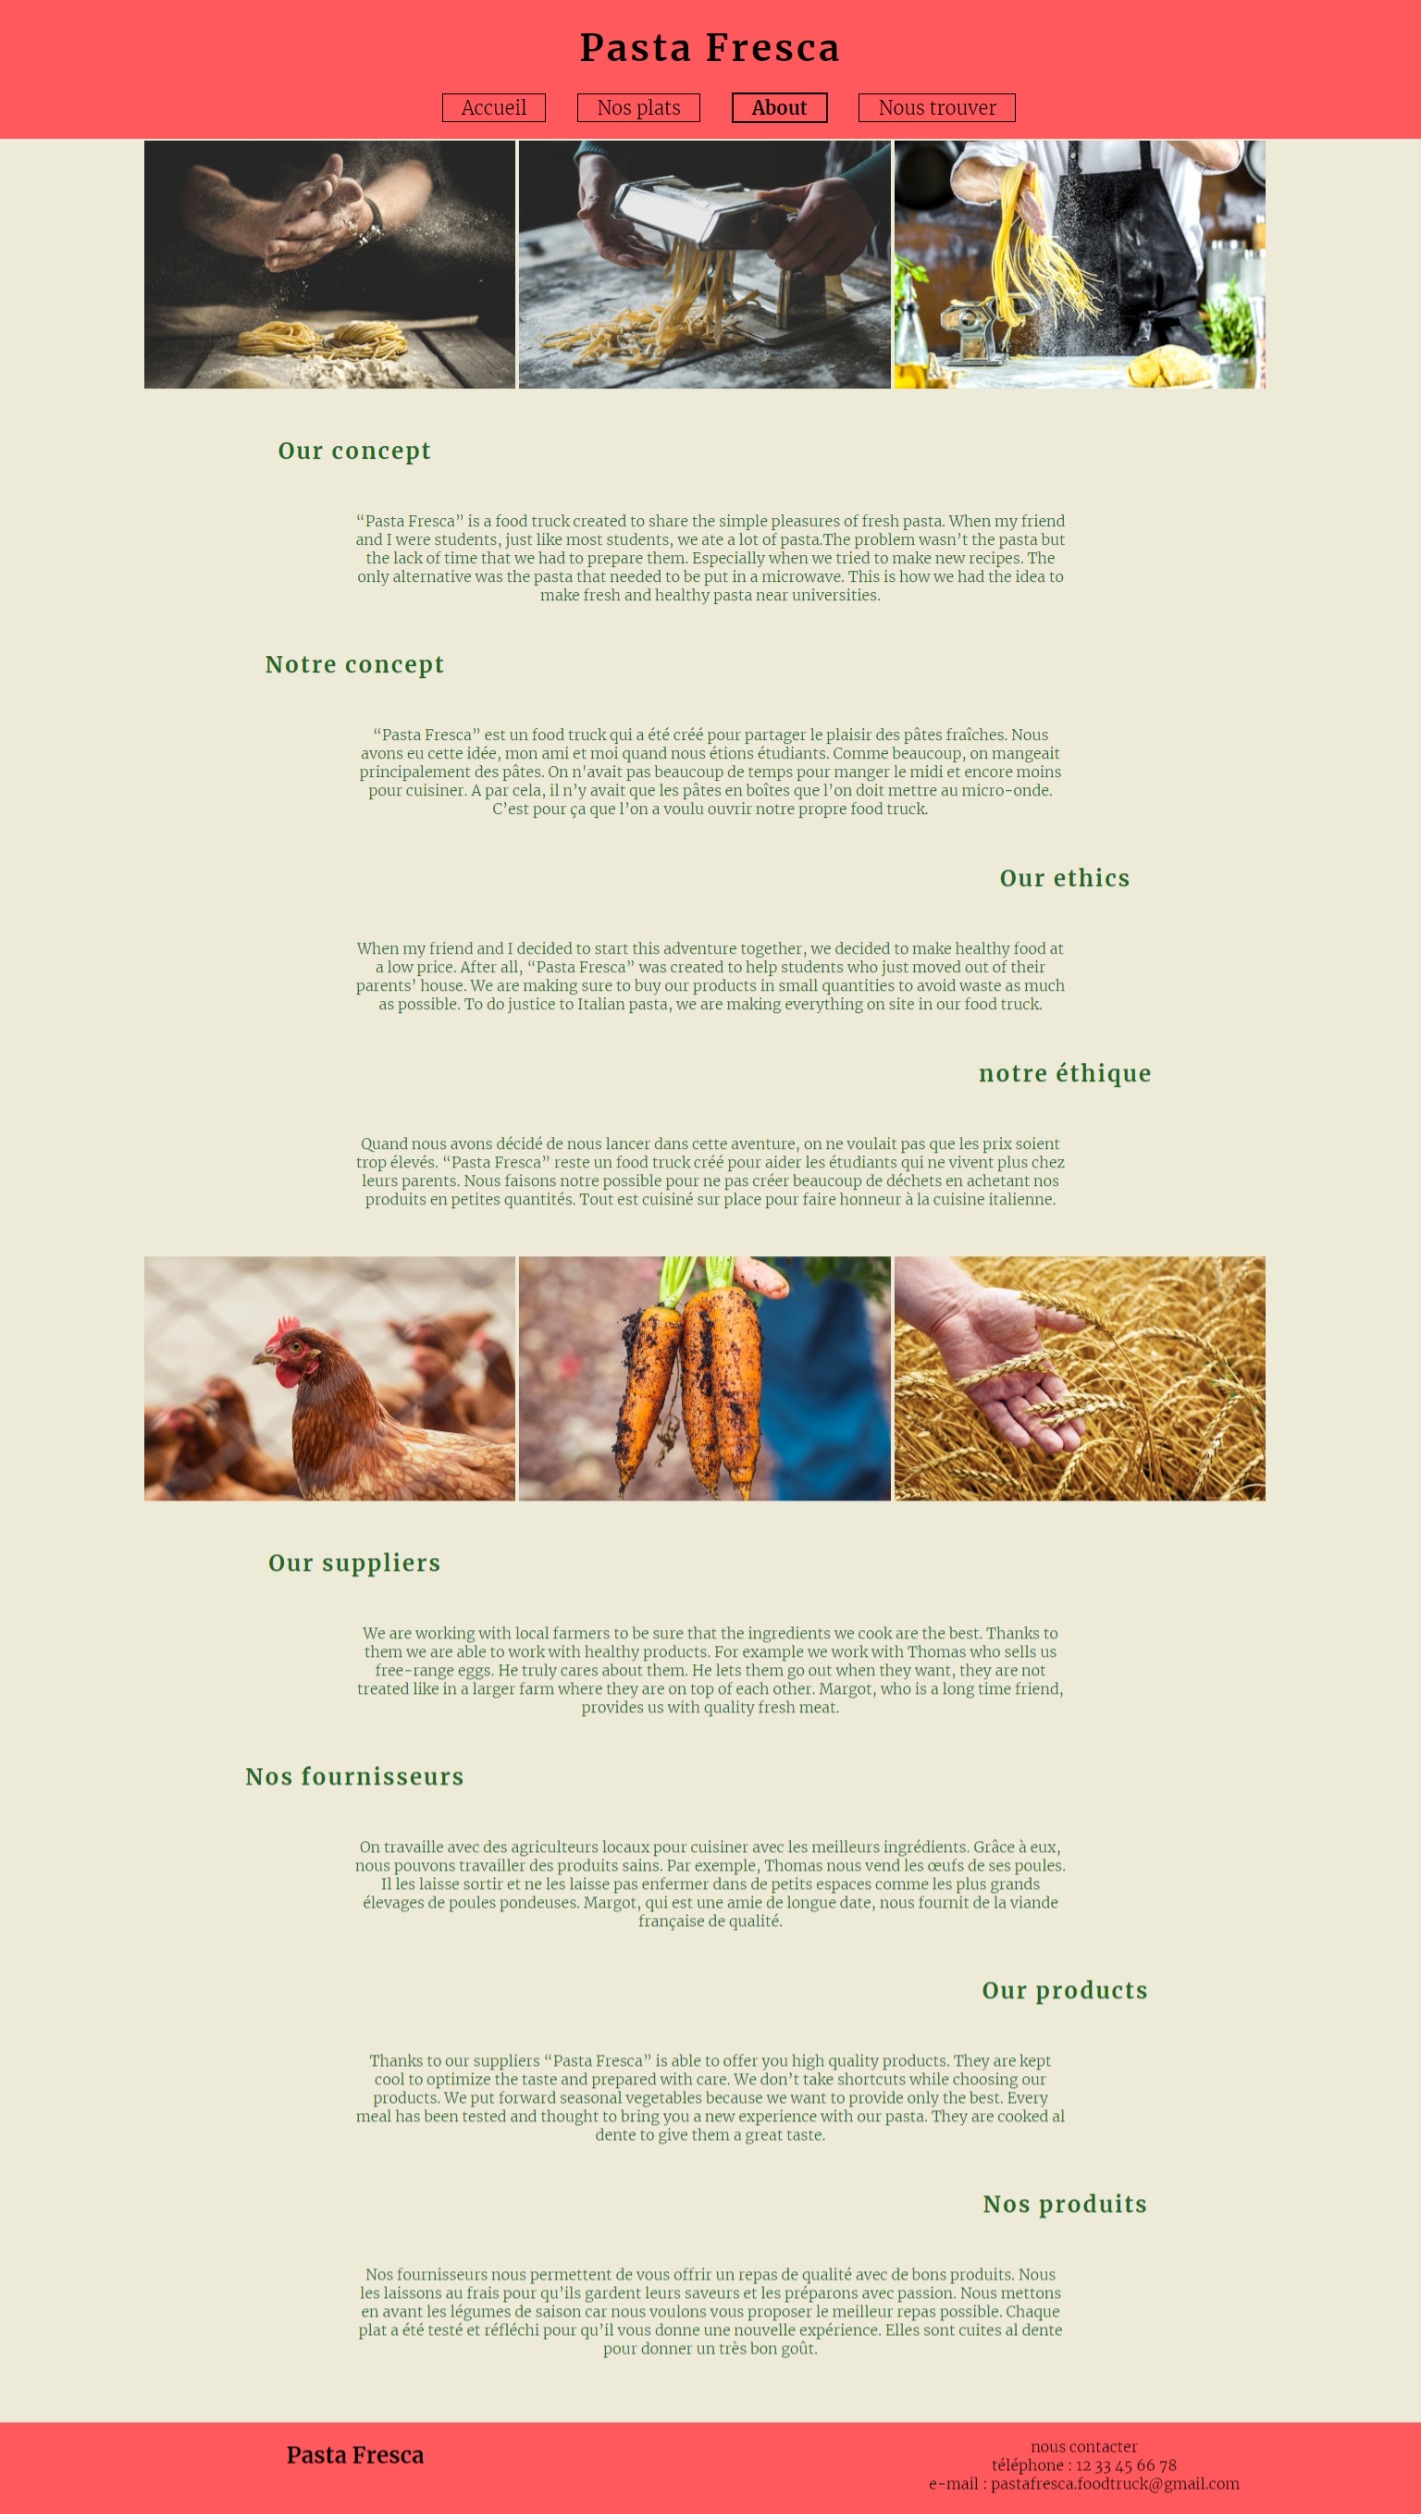 Pasta Fresca
Accueil
Nos plats
About
Nous trouver
Our concept
“Pasta Fresca” is a food truck created to share the simple pleasures of fresh pasta. When my friend
and I were students, just like most students, we ate a lot of pasta.The problem wasn’t the pasta but
the lack of time that we had to prepare them. Especially when we tried to make new recipes. The
only alternative was the pasta that needed to be put in a microwave. This is how we had the idea to
make fresh and healthy pasta near universities.
Notre concept
“Pasta Fresca” est un food truck qui a été créé pour partager le plaisir des pâtes fraîches. Nous
avons eu cette idée, mon ami et moi quand nous étions étudiants. Comme beaucoup, on mangeait
principalement des pâtes. On n'avait pas beaucoup de temps pour manger le midi et encore moins
pour cuisiner. A par cela, il n’y avait que les pâtes en boîtes que l’on doit mettre au micro-onde.
C’est pour ça que l’on a voulu ouvrir notre propre food truck.
Our ethics
When my friend and I decided to start this adventure together, we decided to make healthy food at
a low price. After all, “Pasta Fresca” was created to help students who just moved out of their
parents’ house. We are making sure to buy our products in small quantities to avoid waste as much
as possible. To do justice to Italian pasta, we are making everything on site in our food truck.
notre éthique
Quand nous avons décidé de nous lancer dans cette aventure, on ne voulait pas que les prix soient
trop élevés. “Pasta Fresca” reste un food truck créé pour aider les étudiants qui ne vivent plus chez
leurs parents. Nous faisons notre possible pour ne pas créer beaucoup de déchets en achetant nos
produits en petites quantités. Tout est cuisiné sur place pour faire honneur à la cuisine italienne.
Our suppliers
We are working with local farmers to be sure that the ingredients we cook are the best. Thanks to
them we are able to work with healthy products. For example we work with Thomas who sells us
free-range eggs. He truly cares about them. He lets them go out when they want, they are not
treated like in a larger farm where they are on top of each other. Margot, who is a long time friend,
provides us with quality fresh meat.
Nos fournisseurs
On travaille avec des agriculteurs locaux pour cuisiner avec les meilleurs ingrédients. Grâce à eux,
nous pouvons travailler des produits sains. Par exemple, Thomas nous vend les œufs de ses poules.
Il les laisse sortir et ne les laisse pas enfermer dans de petits espaces comme les plus grands
élevages de poules pondeuses. Margot, qui est une amie de longue date, nous fournit de la viande
française de qualité.
Our products
Thanks to our suppliers “Pasta Fresca” is able to offer you high quality products. They are kept
cool to optimize the taste and prepared with care. We don’t take shortcuts while choosing our
products. We put forward seasonal vegetables because we want to provide only the best. Every
meal has been tested and thought to bring you a new experience with our pasta. They are cooked al
dente to give them a great taste.
Nos produits
Nos fournisseurs nous permettent de vous offrir un repas de qualité avec de bons produits. Nous
les laissons au frais pour qu’ils gardent leurs saveurs et les préparons avec passion. Nous mettons
en avant les légumes de saison car nous voulons vous proposer le meilleur repas possible. Chaque
plat a été testé et réfléchi pour qu’il vous donne une nouvelle expérience. Elles sont cuites al dente
pour donner un très bon goût.
Pasta Fresca
nous contacter
téléphone : 12 33 45 66 78
e-mail : pastafresca.foodtruck@gmail.com